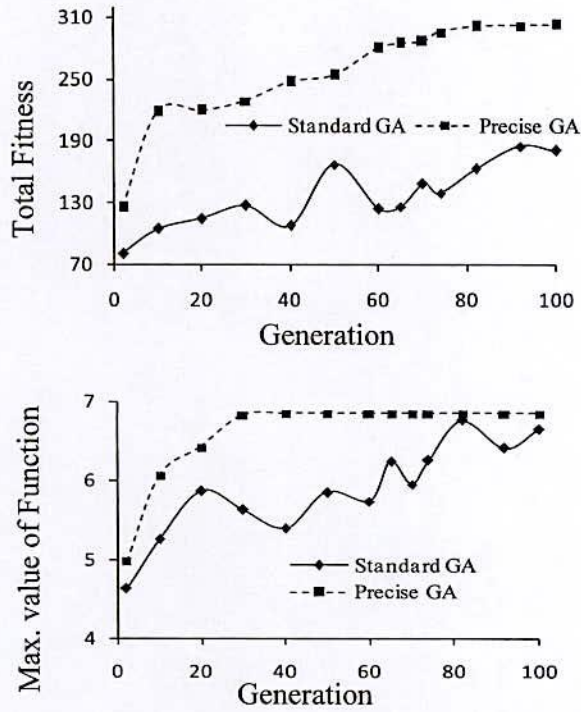 310
250
190
130
70
Total Fitness
Standard GA
Precise GA
0
20
40
60
80
100
Generation
7
6
5
4
Max. value of Function
Standard GA
Precise GA
0
20
40
60
80
100
Generation